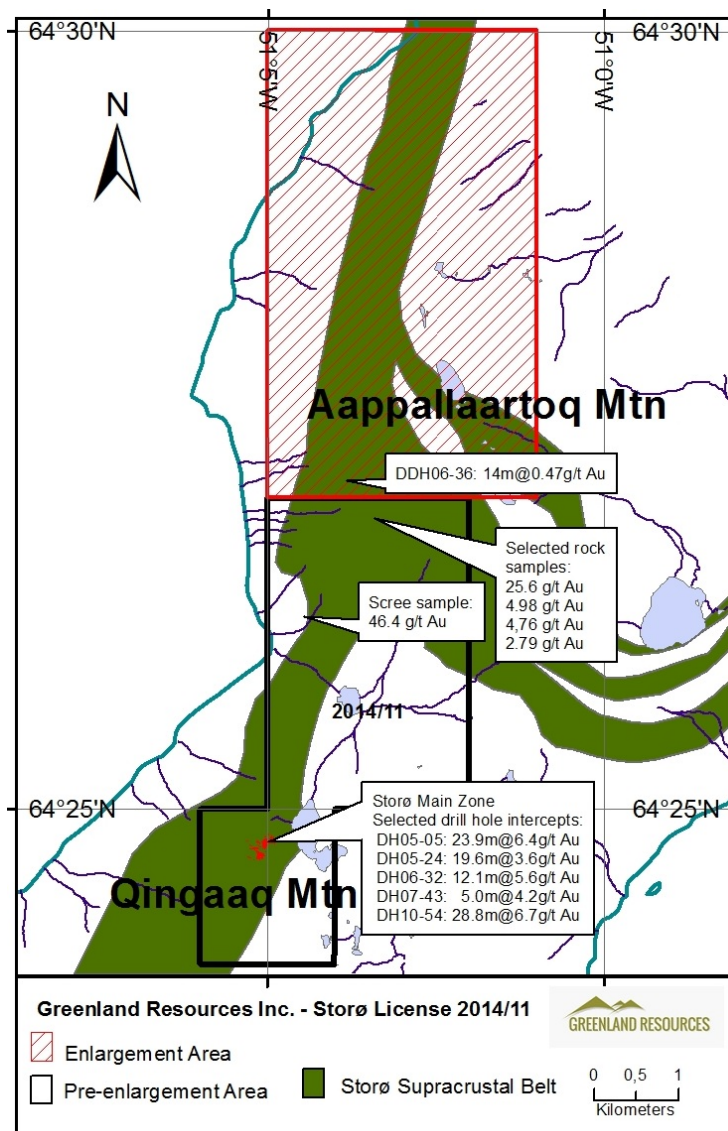 64°30'N
51°5'W
51°0'W
64°30'N
N
Aappallaartoq Mtn
DDH06-36: 14m@0.47g/t Au
Selected rock
samples:
25.6 g/t Au
4.98 g/t Au
4,76 g/t Au
2.79 g/t Au
Scree sample:
46.4 g/t Au
2014/11
64°25'N
64°25'N
Storø Main Zone
Selected drill hole intercepts:
DH05-05: 23.9m@6.4g/t Au
DH05-24: 19.6m@3.6g/t Au
DH06-32: 12.1m@5.6g/t Au
DH07-43: 5.0m@4.2g/t Au
DH10-54: 28.8m@6.7g/t Au
Qingaaq Mtn
Greenland Resources Inc. - Storø License 2014/11
GREENLAND RESOURCES
Enlargement Area
Pre-enlargement Area
Storø Supracrustal Belt
0 0,5 1
Kilometers